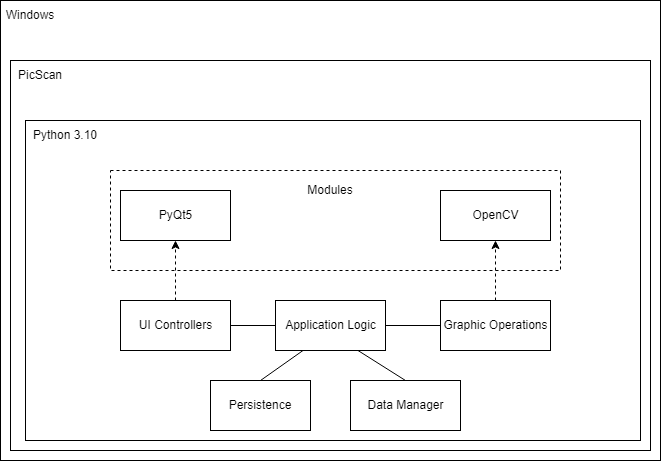 Windows
PicScan
Python 3.10
Modules
PyQt5
OpenCV
UI Controllers
Application Logic
Graphic Operations
Persistence
Data Manager